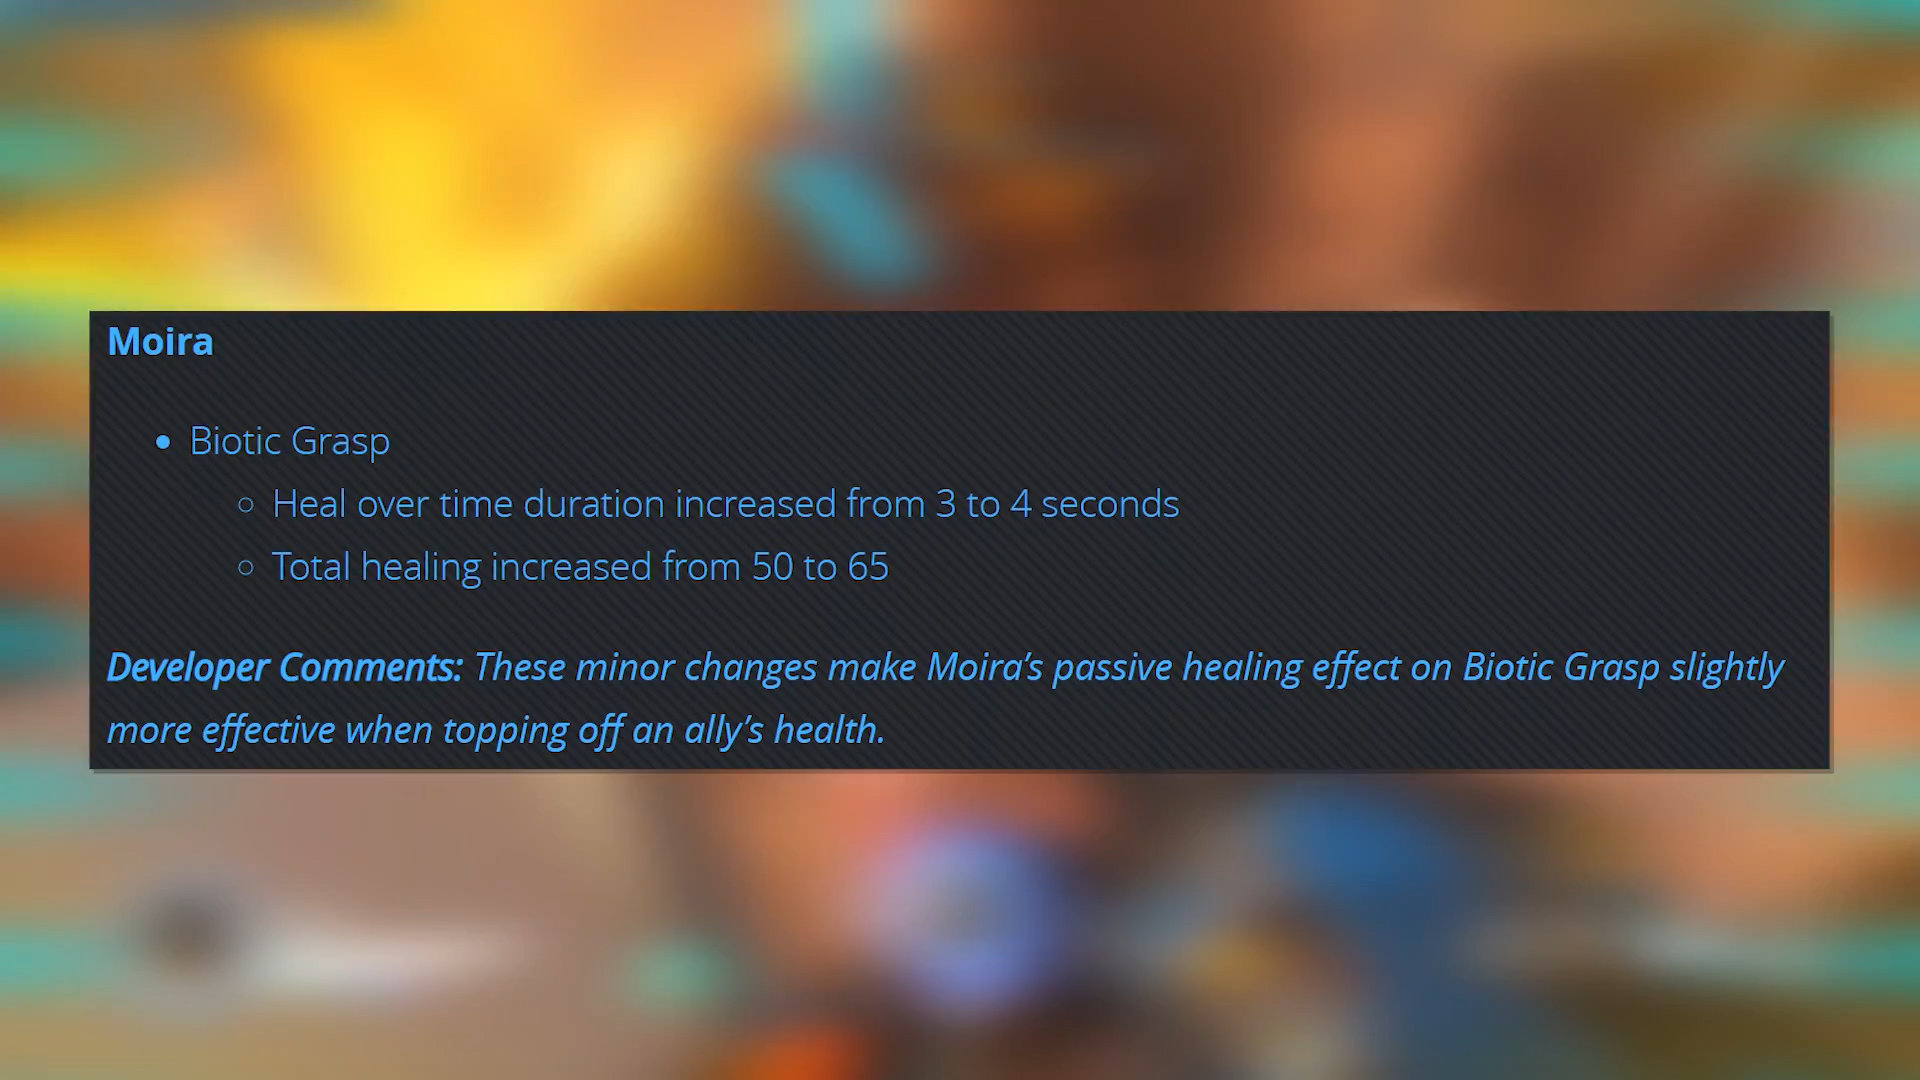 Moira
• Biotic Grasp
○ Heal over time duration increased from 3 to 4 seconds
○ Total healing increased from 50 to 65
Developer Comments: These minor changes make Moira’s passive healing effect on Biotic Grasp slightly
more effective when topping off an ally’s health.